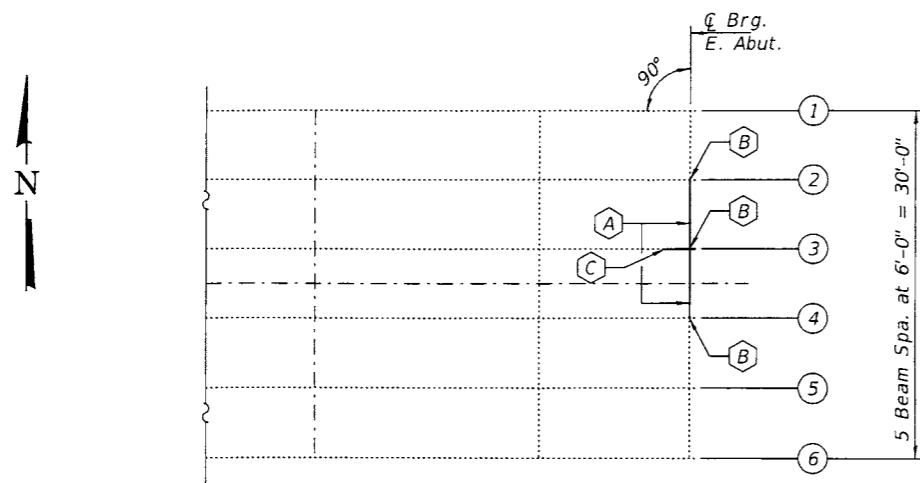 ℄ Brg.
E. Abut.
90°
1
B
2
N
B
A
3
C
4
B
5
6
5 Beam Spa. at 6'-0" = 30'-0"